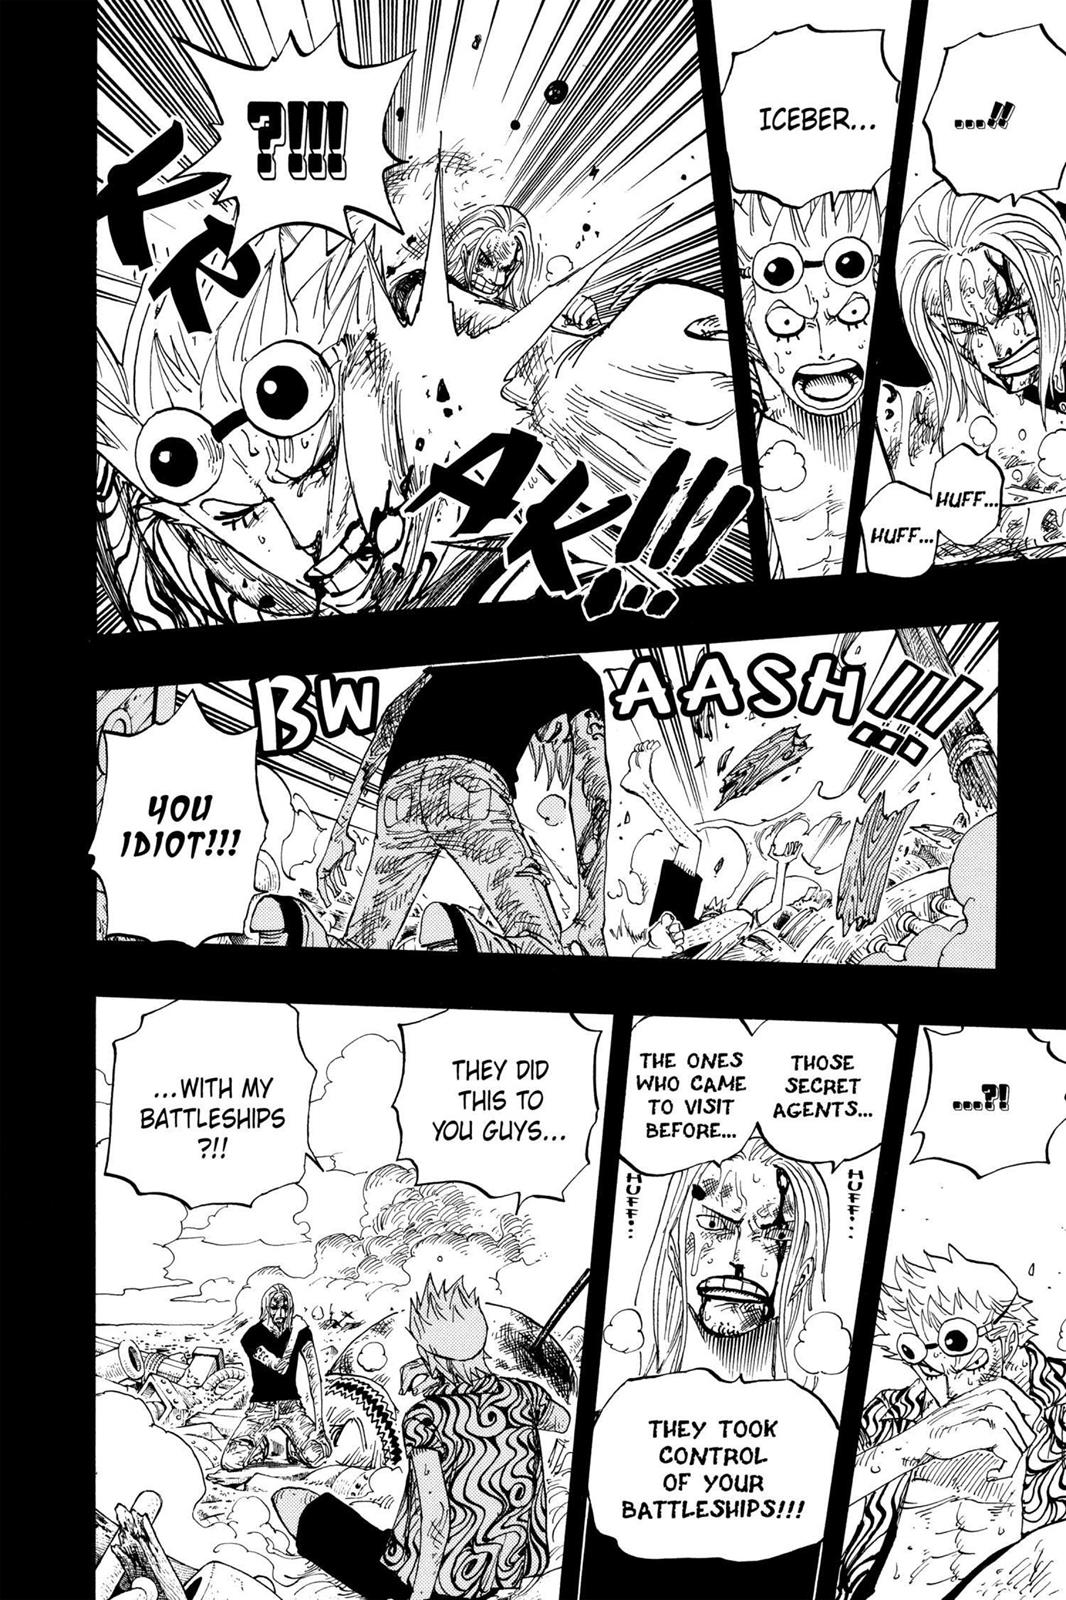 ...!!
ICEBER...
HUFF...
HUFF...
?!!!
KR
AK!!!
BW
AASH!!!
YOU
IDIOT!!!
...?!
THOSE
SECRET
AGENTS...
THE ONES
WHO CAME
TO VISIT
BEFORE...
HUFF...
HUFF...
THEY TOOK
CONTROL
OF YOUR
BATTLESHIPS!!!
THEY DID
THIS TO
YOU GUYS...
...WITH MY
BATTLESHIPS
?!!